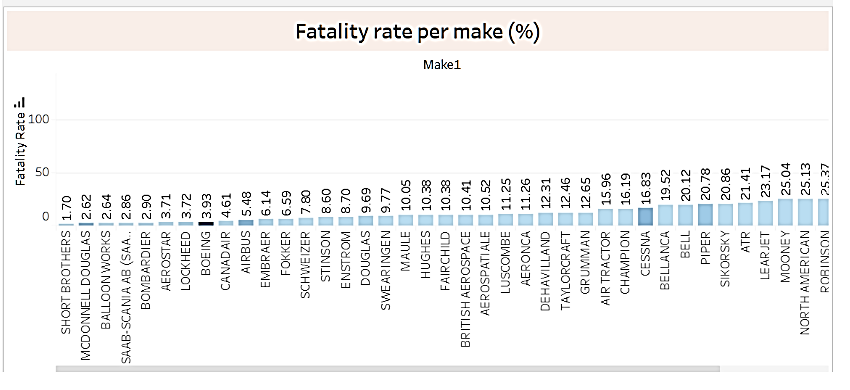 Fatality rate per make (%)
Make1
Fatality Rate
100
50
0
1.70
2.62
2.64
2.86
2.90
3.71
3.72
3.93
4.61
5.48
6.14
6.59
7.80
8.60
8.70
9.69
9.77
10.05
10.38
10.38
10.41
10.52
11.25
11.26
12.31
12.46
12.65
15.96
16.19
16.83
19.52
20.12
20.78
20.86
21.41
23.17
25.04
25.13
25.37
SHORT BROTHERS
MCDONNELL DOUGLAS
BALLOON WORKS
SAAB-SCANIA AB (SAA..
BOMBARDIER
AEROSTAR
LOCKHEED
BOEING
CANADAIR
AIRBUS
EMBRAER
FOKKER
SCHWEIZER
STINSON
ENSTROM
DOUGLAS
SWEARINGEN
MAULE
HUGHES
FAIRCHILD
BRITISH AEROSPACE
AEROSPATIALE
LUSCOMBE
AERONCA
DEHAVILLAND
TAYLORCRAFT
GRUMMAN
AIR TRACTOR
CHAMPION
CESSNA
BELLANCA
BELL
PIPER
SIKORSKY
ATR
LEARJET
MOONEY
NORTH AMERICAN
ROBINSON